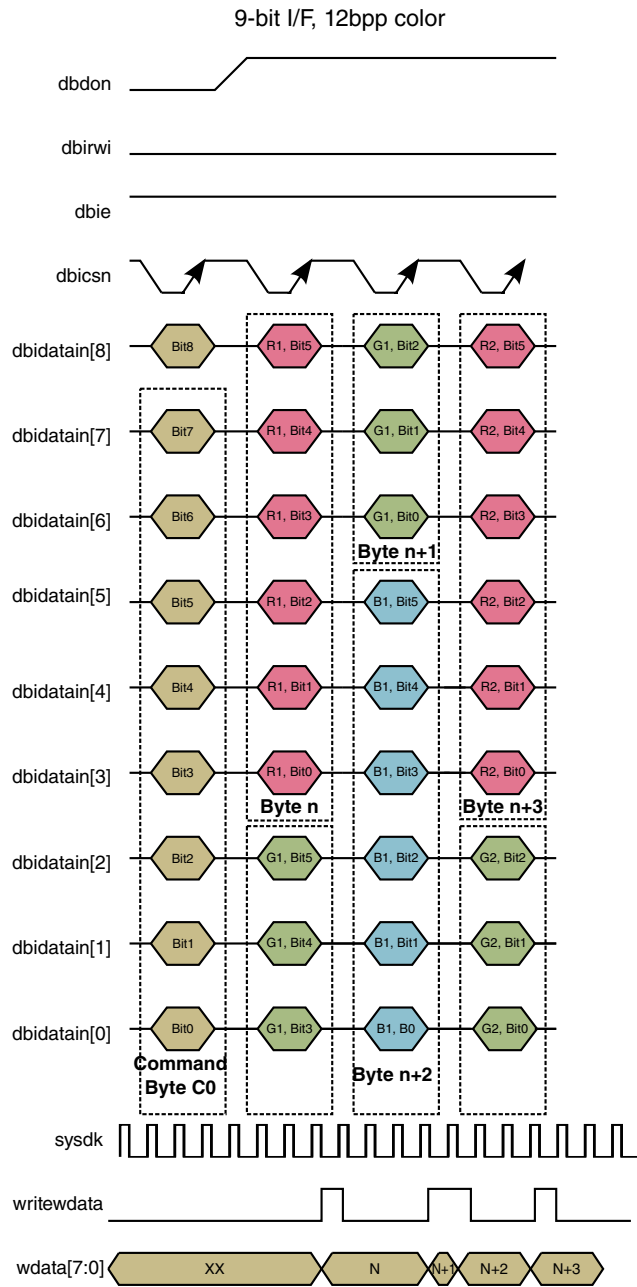 9-bit I/F, 12bpp color
dbdon
dbirwi
dbie
dbicsn
dbidatain[8] Bit8 R1, Bit5 G1, Bit2 R2, Bit5
dbidatain[7] Bit7 R1, Bit4 G1, Bit1 R2, Bit4
dbidatain[6] Bit6 R1, Bit3 G1, Bit0 R2, Bit3
Byte n+1
dbidatain[5] Bit5 R1, Bit2 B1, Bit5 R2, Bit2
dbidatain[4] Bit4 R1, Bit1 B1, Bit4 R2, Bit1
dbidatain[3] Bit3 R1, Bit0 B1, Bit3 R2, Bit0
Byte n Byte n+3
dbidatain[2] Bit2 G1, Bit5 B1, Bit2 G2, Bit2
dbidatain[1] Bit1 G1, Bit4 B1, Bit1 G2, Bit1
dbidatain[0] Bit0 G1, Bit3 B1, B0 G2, Bit0
Command
Byte C0 Byte n+2
sysdk
writewdata
wdata[7:0] XX N N+1 N+2 N+3